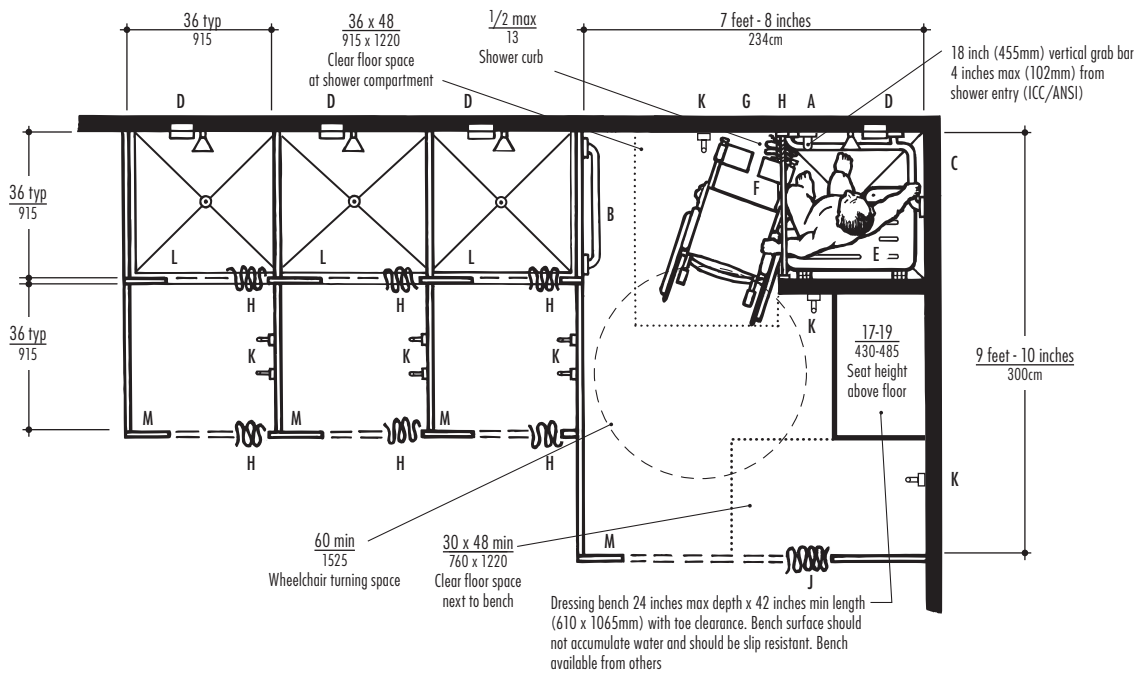 36 typ
915
36 x 48
915 x 1220
Clear floor space
at shower compartment
1/2 max
13
Shower curb
7 feet - 8 inches
234cm
18 inch (455mm) vertical grab bar
4 inches max (102mm) from
shower entry (ICC/ANSI)
D D D K G H A D
36 typ
915
B
F
C
E
L L L
H H H
K
36 typ
915
K K K
17-19
430-485
Seat height
above floor
9 feet - 10 inches
300cm
M M M
H H H
K
60 min
1525
Wheelchair turning space
30 x 48 min
760 x 1220
Clear floor space
next to bench
M
J
Dressing bench 24 inches max depth x 42 inches min length
(610 x 1065mm) with toe clearance. Bench surface should
not accumulate water and should be slip resistant. Bench
available from others